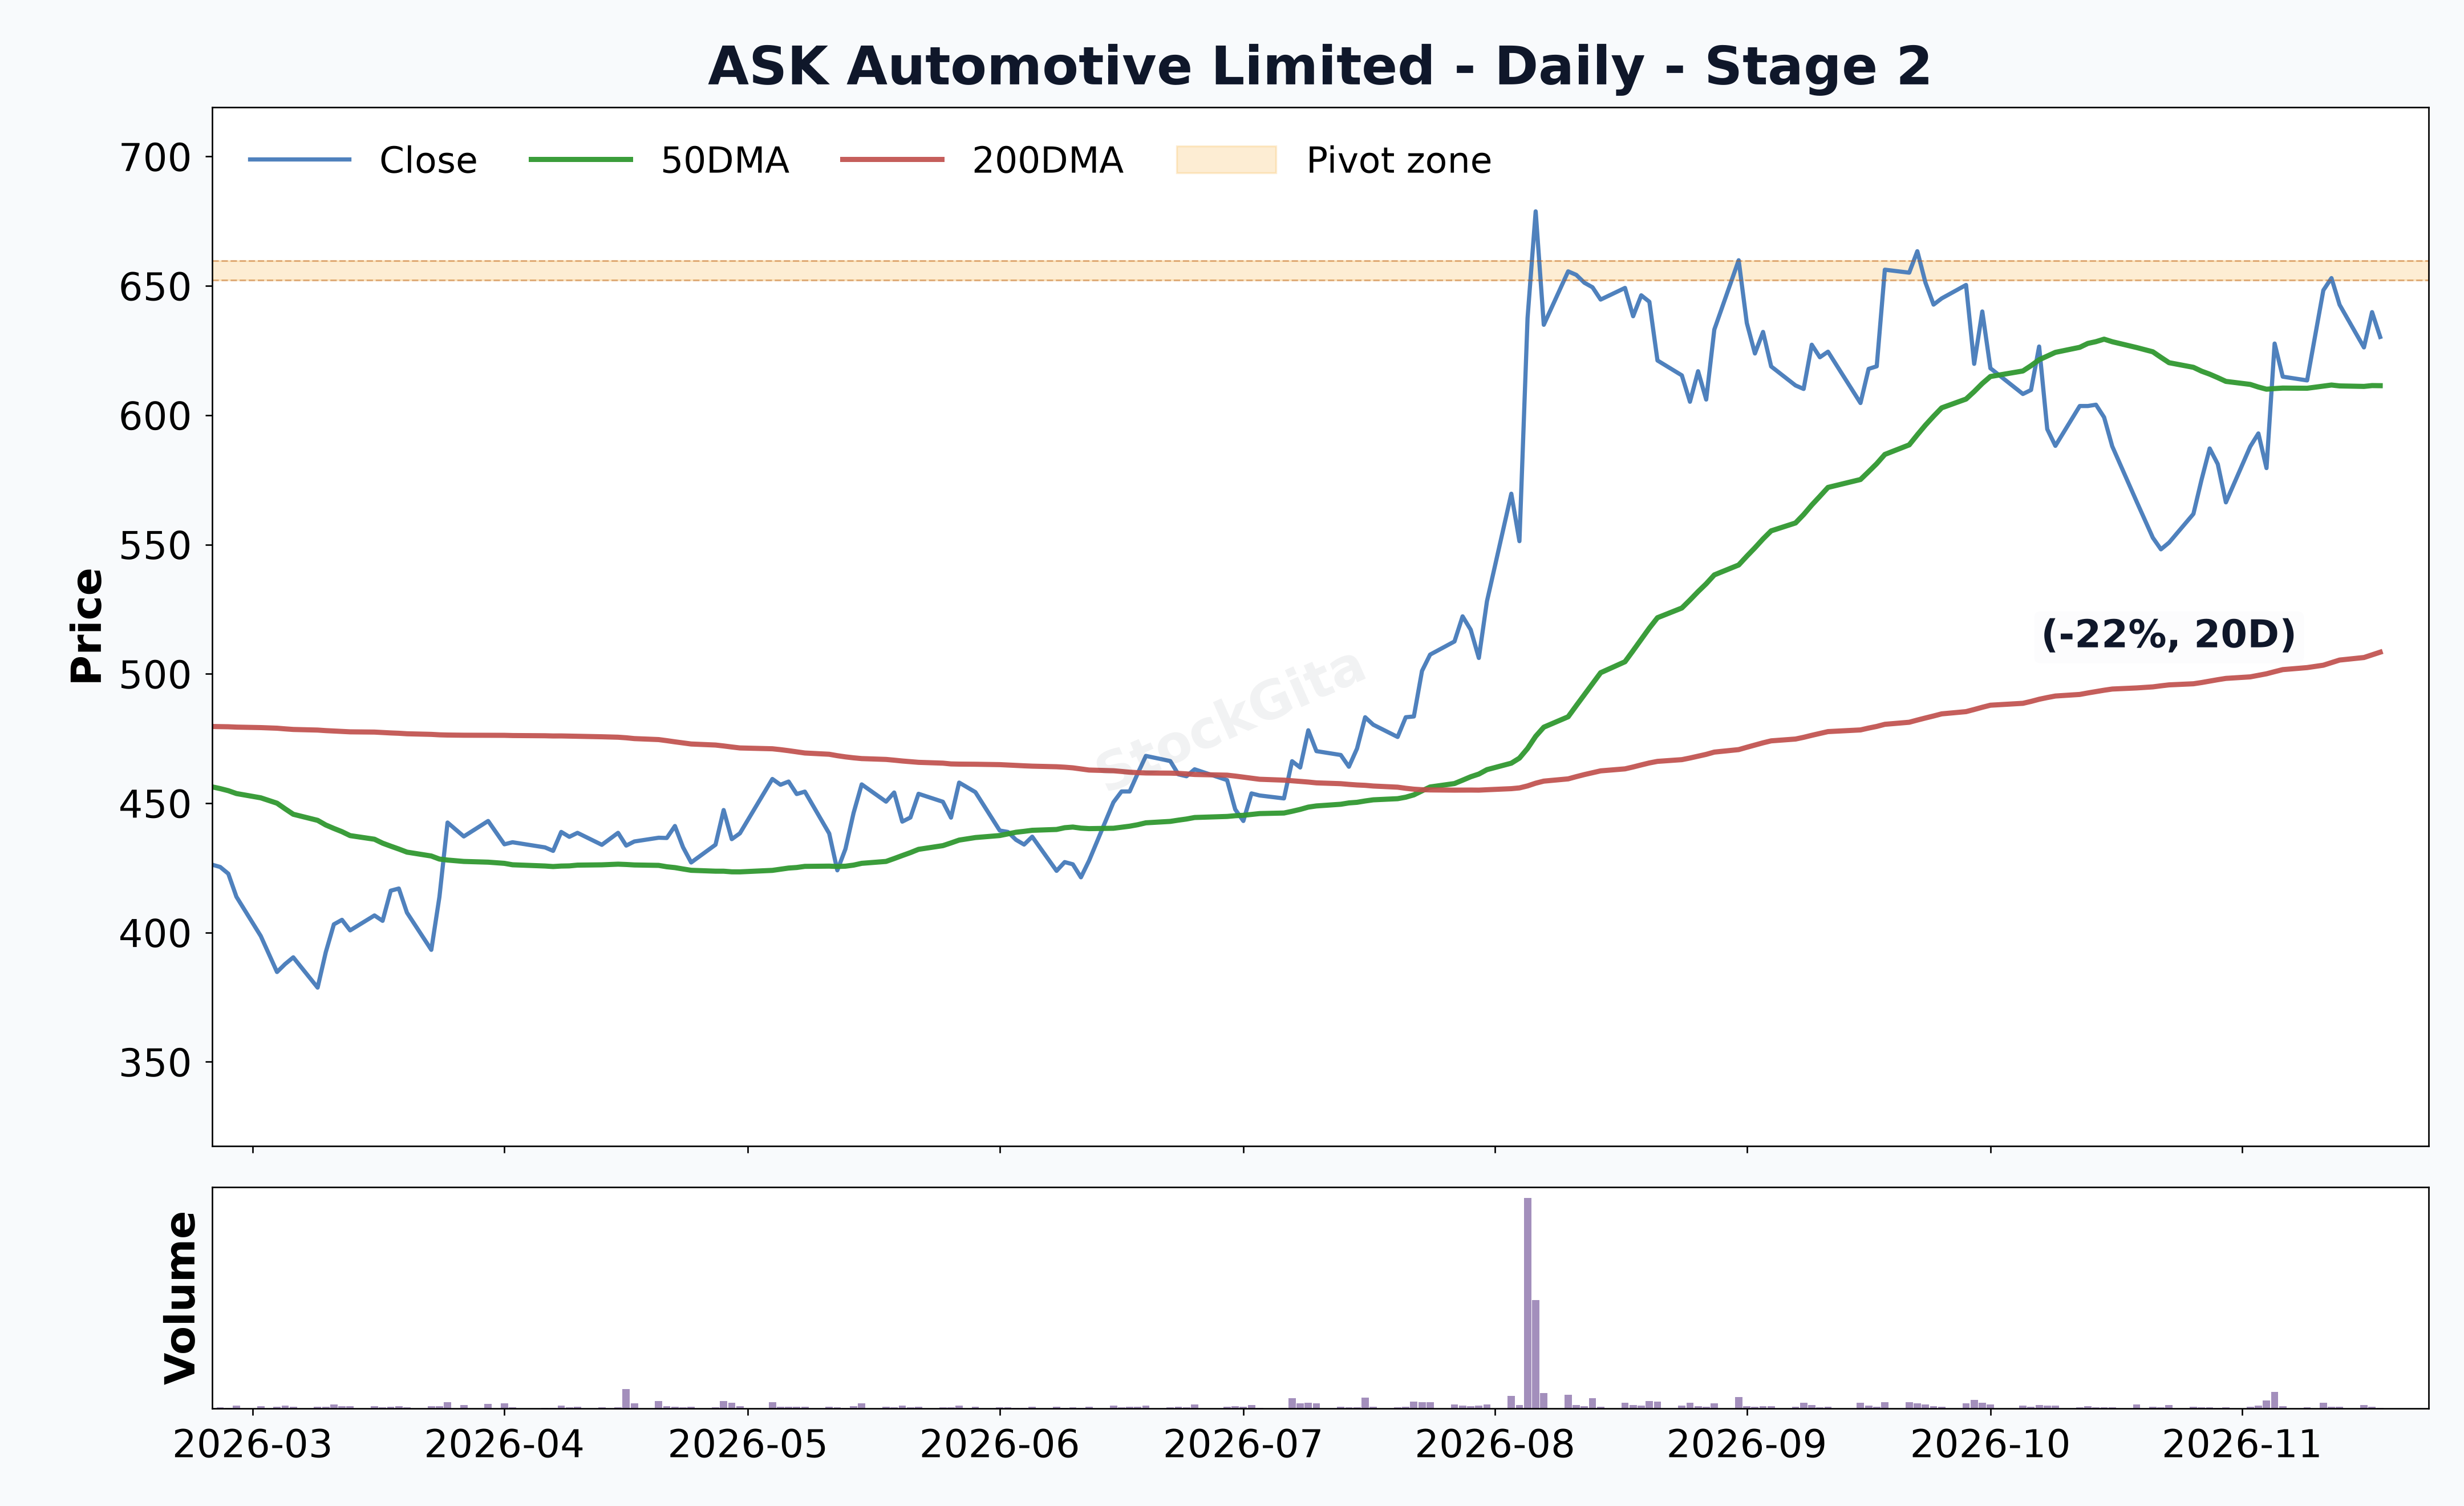 ASK Automotive Limited - Daily - Stage 2
Close 50DMA 200DMA Pivot zone
700
650
600
550
500
450
400
350
Price
(-22%, 20D)
StockGita
Volume
2026-03 2026-04 2026-05 2026-06 2026-07 2026-08 2026-09 2026-10 2026-11